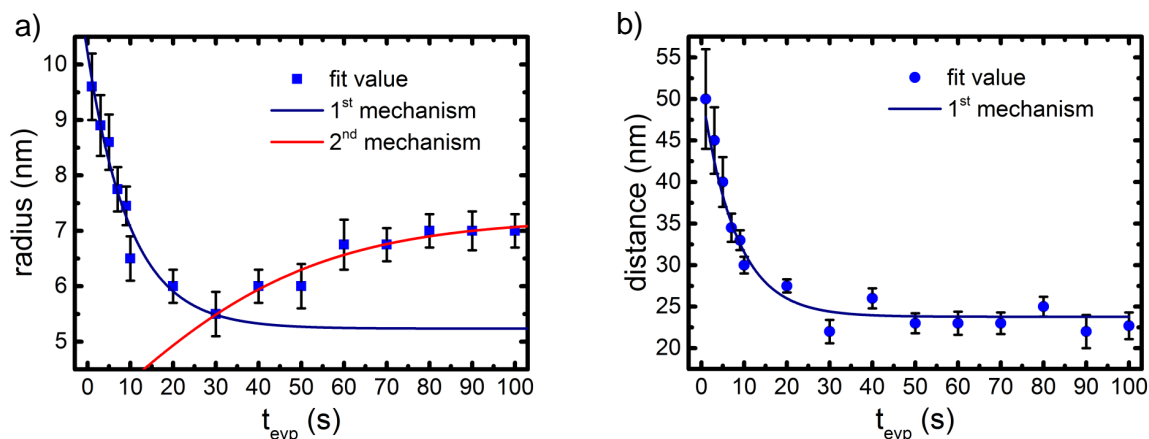 a)
radius (nm)
10
9
8
7
6
5
fit value
1st mechanism
2nd mechanism
0 10 20 30 40 50 60 70 80 90 100
tevp (s)
b)
distance (nm)
55
50
45
40
35
30
25
20
fit value
1st mechanism
0 10 20 30 40 50 60 70 80 90 100
tevp (s)